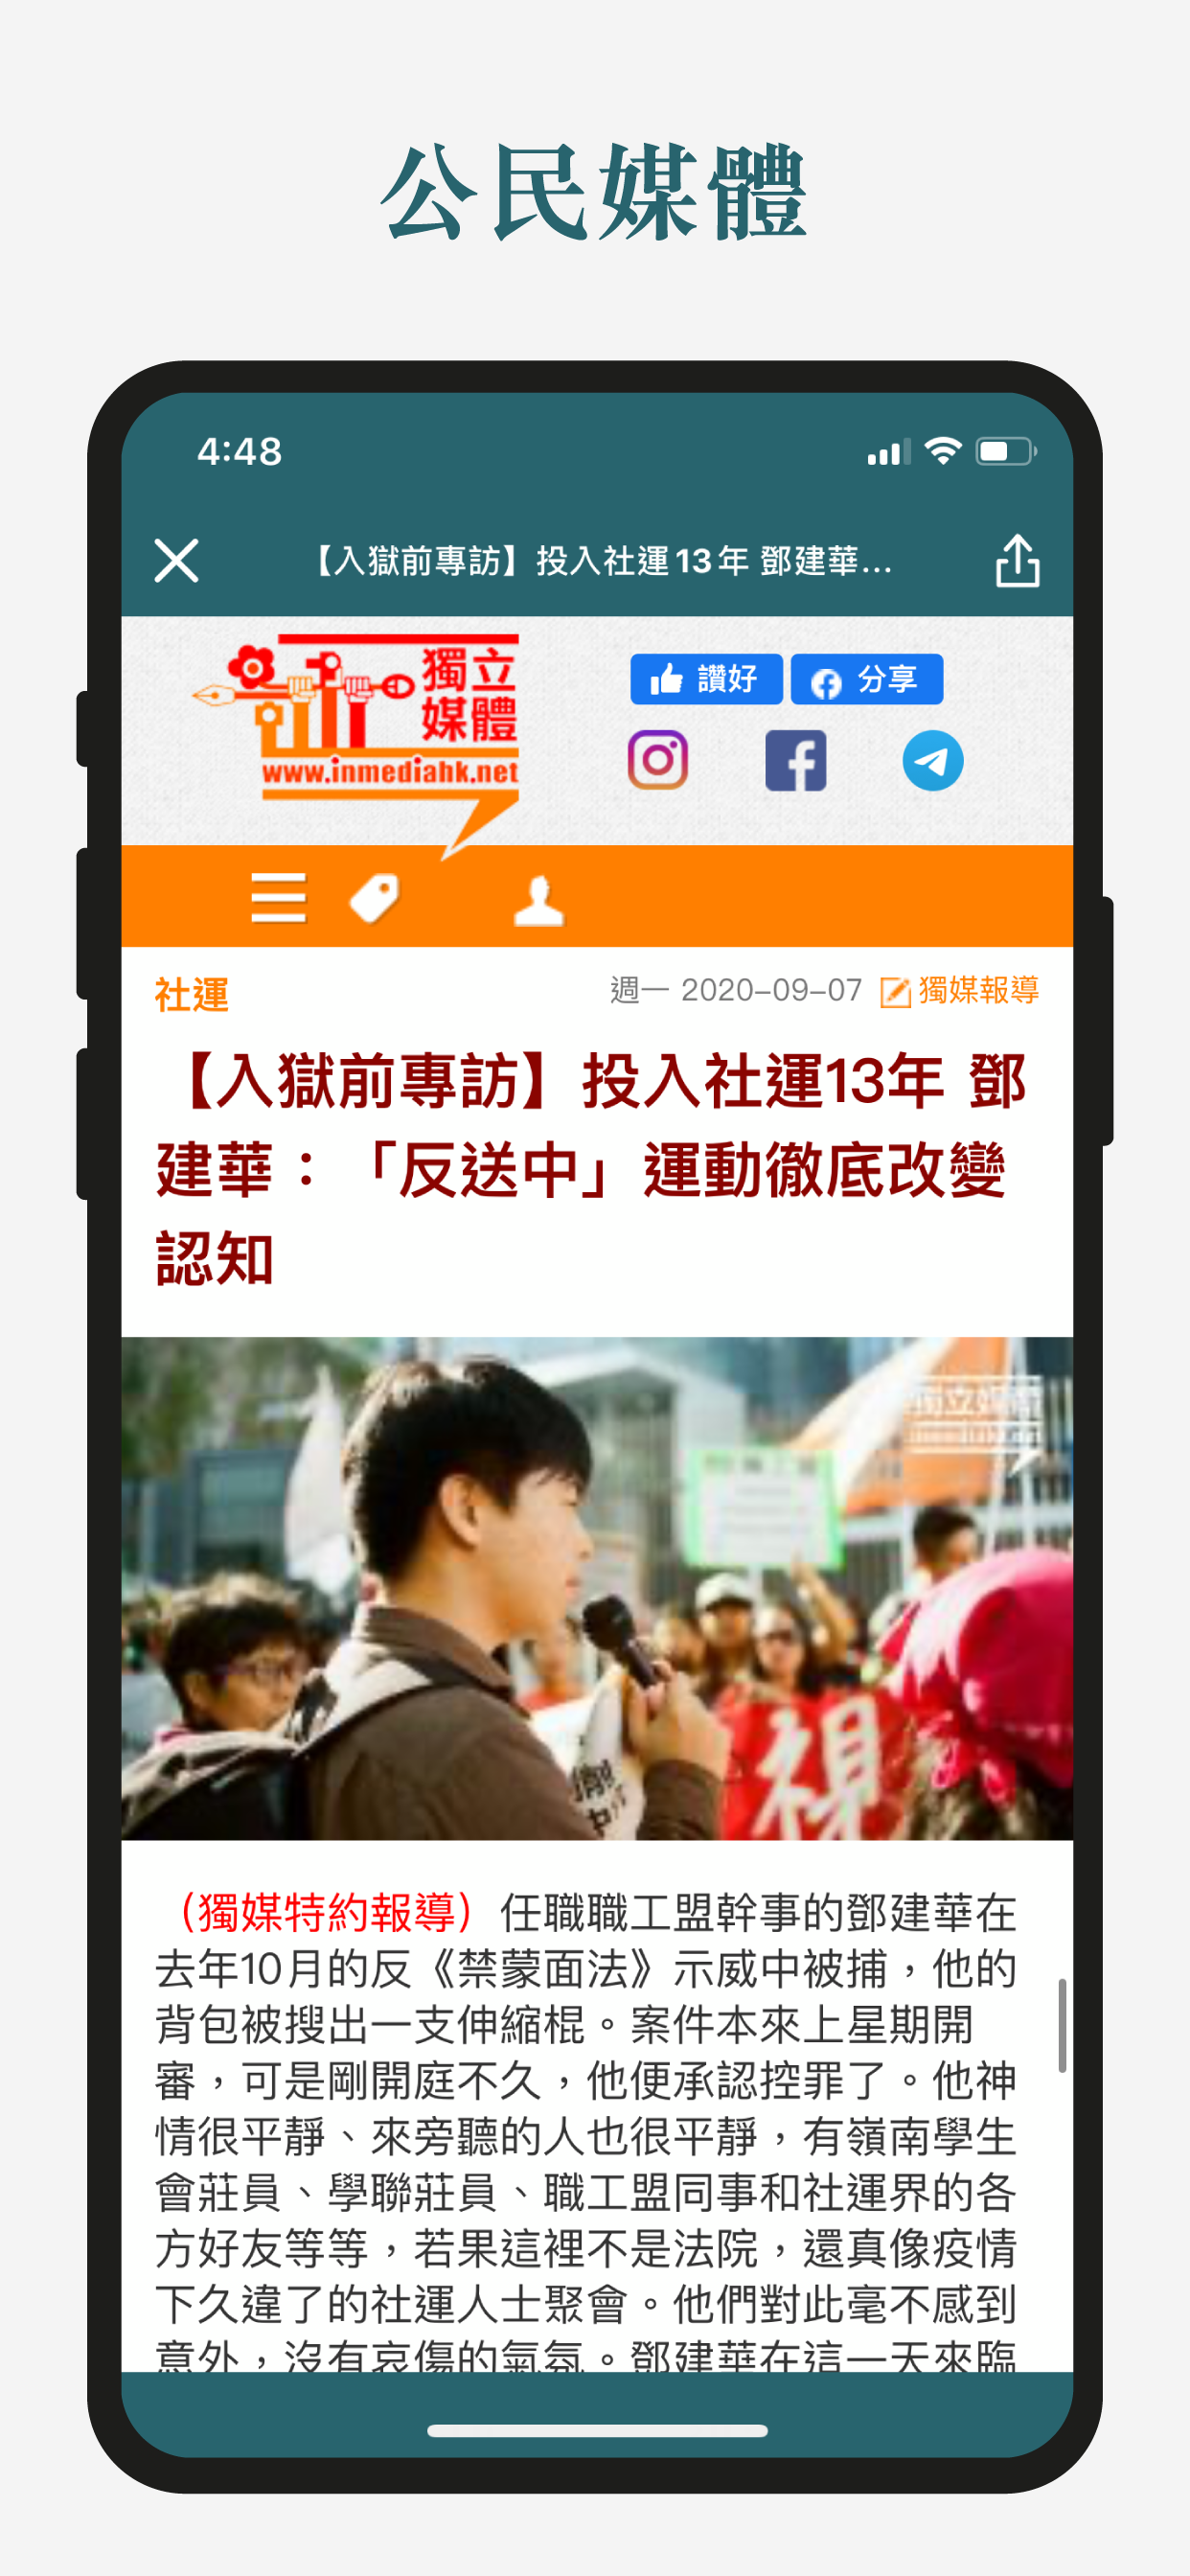 公民媒體
4:48
【入獄前專訪】投入社運13年 鄧建華...
獨立
媒體
www.inmediahk.net
讚好
分享
社運
週一 2020-09-07 獨媒報導
【入獄前專訪】投入社運13年 鄧
建華：「反送中」運動徹底改變
認知
獨立媒體
inmediahk.net
視
（獨媒特約報導）任職職工盟幹事的鄧建華在
去年10月的反《禁蒙面法》示威中被捕，他的
背包被搜出一支伸縮棍。案件本來上星期開
審，可是剛開庭不久，他便承認控罪了。他神
情很平靜、來旁聽的人也很平靜，有嶺南學生
會莊員、學聯莊員、職工盟同事和社運界的各
方好友等等，若果這裡不是法院，還真像疫情
下久違了的社運人士聚會。他們對此毫不感到
意外，沒有哀傷的氣氛。鄧建華在這一天來臨